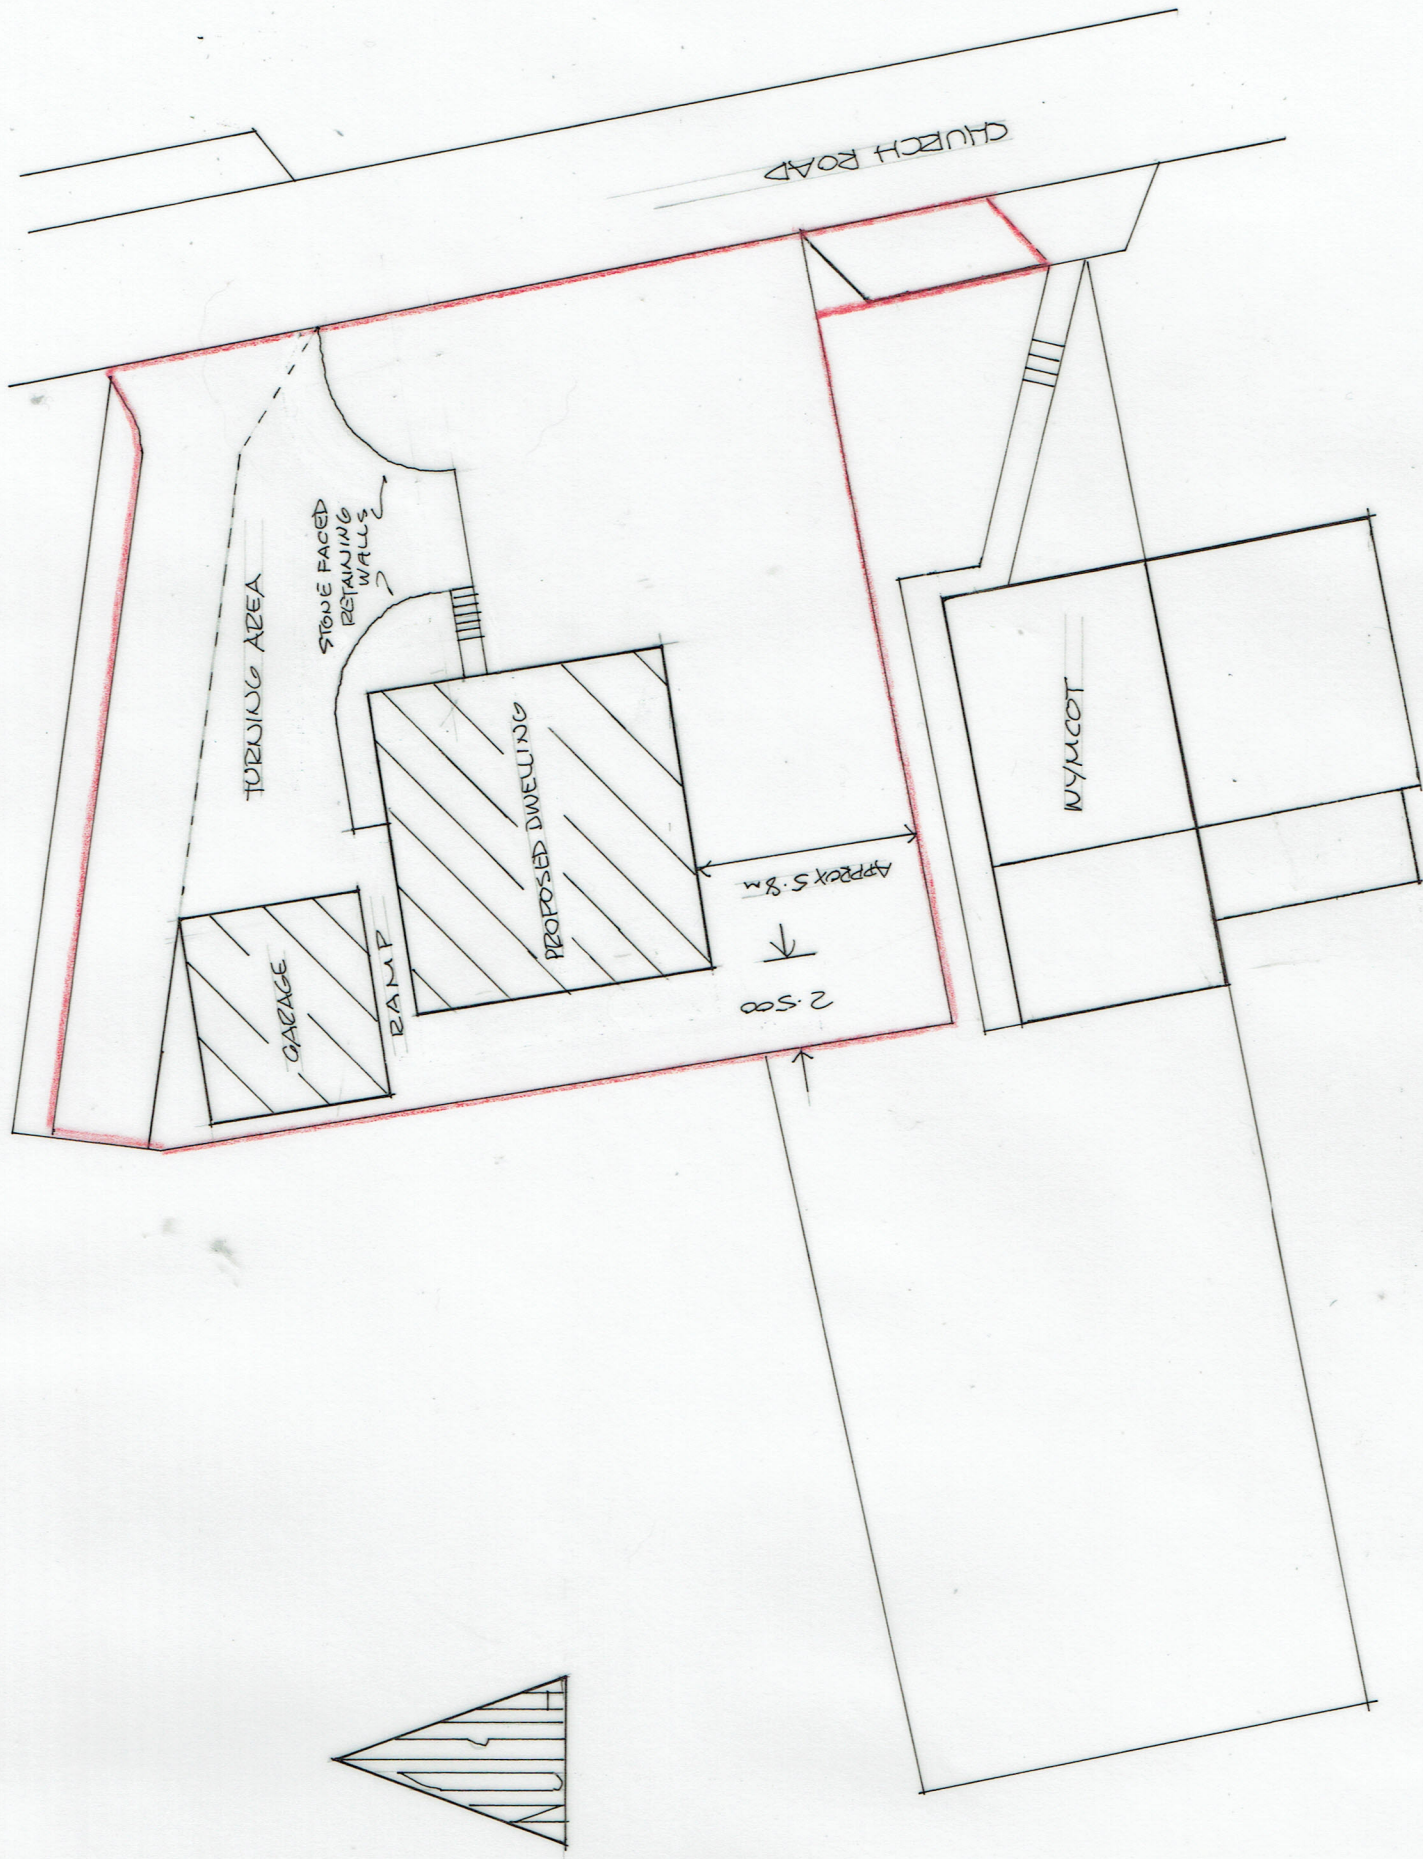 CHURCH ROAD
STONE FACED
RETAINING
WALLS
TURNING AREA
PROPOSED DWELLING
NYMCOT
APPROX 5.8m
GARAGE
RAMP
2.500